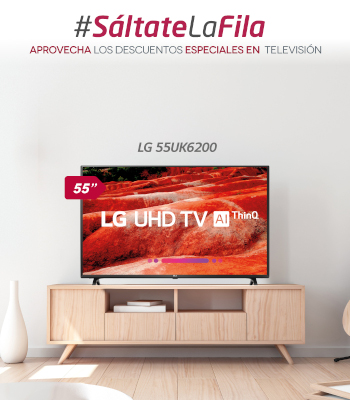 #SáltateLaFila
APROVECHA LOS DESCUENTOS ESPECIALES EN TELEVISIÓN
LG 55UK6200
55”
LG UHD TV AI ThinQ